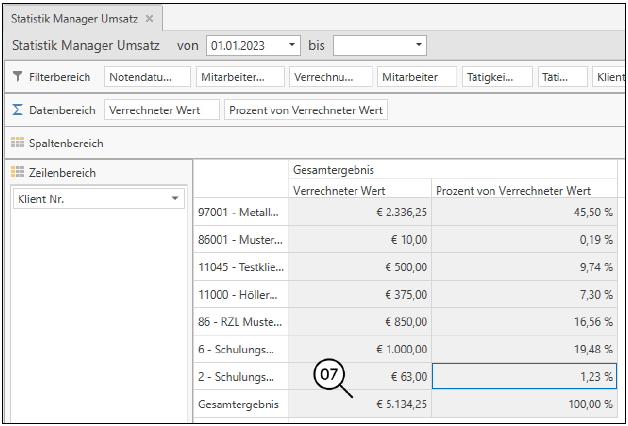 Statistik Manager Umsatz ×
Statistik Manager Umsatz von 01.01.2023 bis
Filterbereich Notendatu... Mitarbeiter... Verrechnu... Mitarbeiter Tätigkei... Täti... Klient
Σ Datenbereich Verrechneter Wert Prozent von Verrechneter Wert
Spaltenbereich
Zeilenbereich
Klient Nr.
Gesamtergebnis
Verrechneter Wert Prozent von Verrechneter Wert
97001 - Metall... € 2.336,25 45,50 %
86001 - Muster... € 10,00 0,19 %
11045 - Testklie... € 500,00 9,74 %
11000 - Höller... € 375,00 7,30 %
86 - RZL Muste... € 850,00 16,56 %
6 - Schulungs... € 1.000,00 19,48 %
2 - Schulungs... € 63,00 1,23 %
07
Gesamtergebnis € 5.134,25 100,00 %